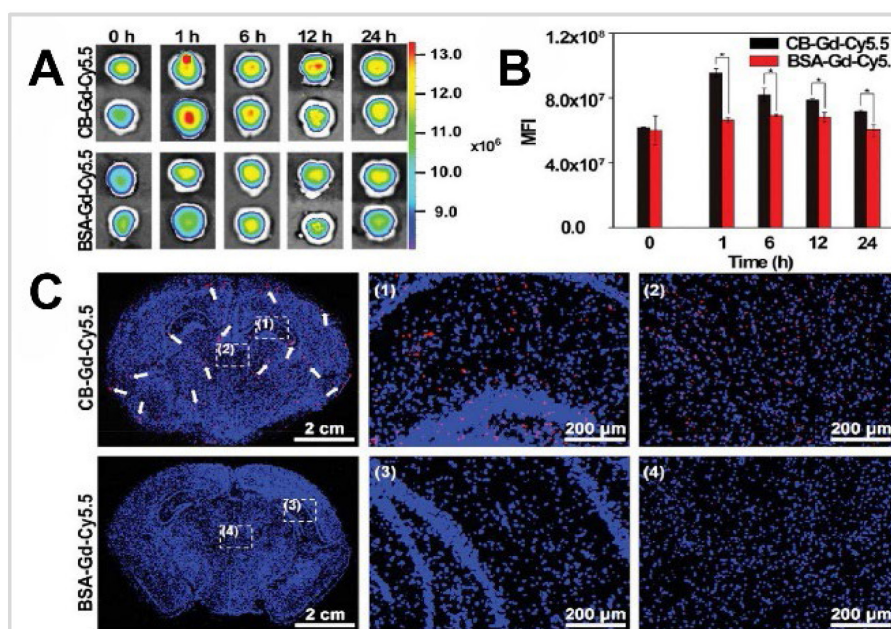 A
0 h 1 h 6 h 12 h 24 h
CB-Gd-Cy5.5
BSA-Gd-Cy5.5
13.0
12.0
11.0
x10⁶
10.0
9.0
B
1.2x10⁸
8.0x10⁷
4.0x10⁷
0.0
MFI
CB-Gd-Cy5.5
BSA-Gd-Cy5.
* * * *
0 1 6 12 24
Time (h)
C
CB-Gd-Cy5.5
(1)
(2)
2 cm
(1)
200 µm
(2)
200 µm
BSA-Gd-Cy5.5
(3)
(4)
2 cm
(3)
200 µm
(4)
200 µm